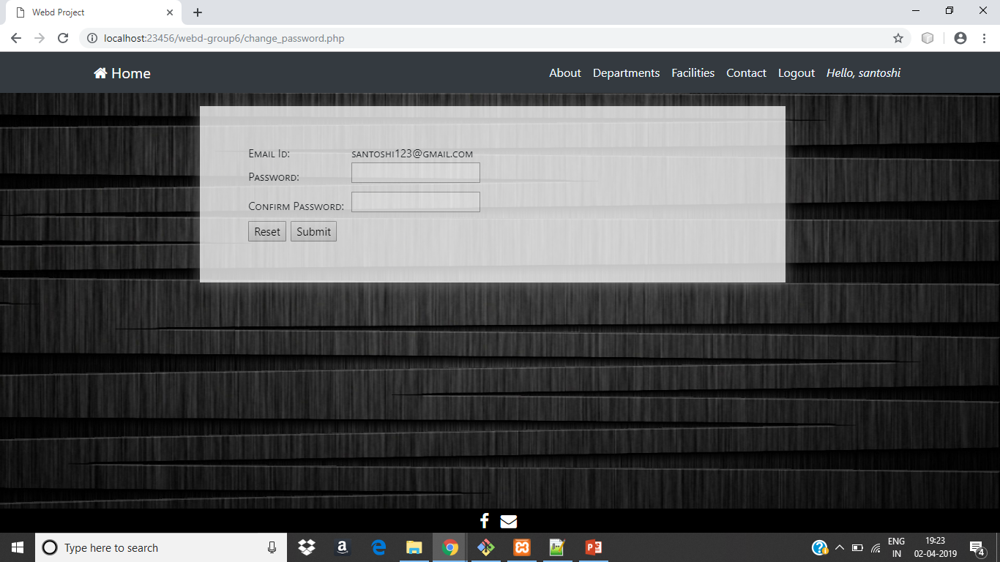 Webd Project
localhost:23456/webd-group6/change_password.php
Home About Departments Facilities Contact Logout Hello, santoshi
Email Id: santoshi123@gmail.com
Password:
Confirm Password:
Reset Submit
Type here to search
ENG 19:23
IN 02-04-2019 4